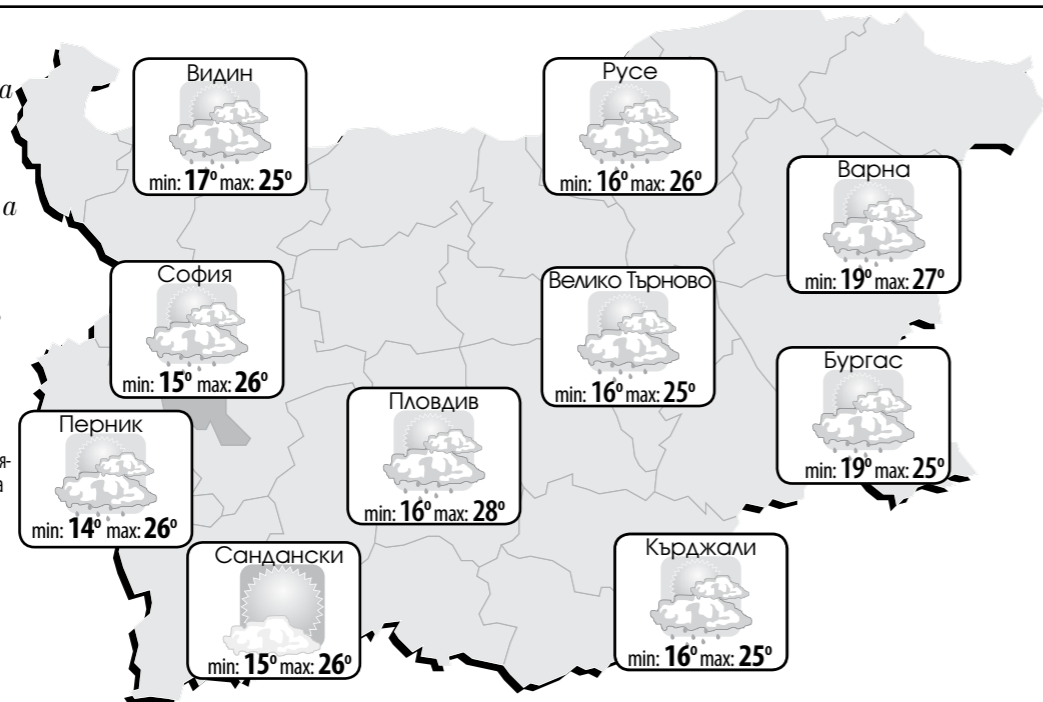 а
Видин
min: 17° max: 25°
Русе
min: 16° max: 26°
Варна
min: 19° max: 27°
а
София
min: 15° max: 26°
Велико Търново
min: 16° max: 25°
Бургас
min: 19° max: 25°
Перник
min: 14° max: 26°
я-
а
Пловдив
min: 16° max: 28°
Сандански
min: 15° max: 26°
Кърджали
min: 16° max: 25°